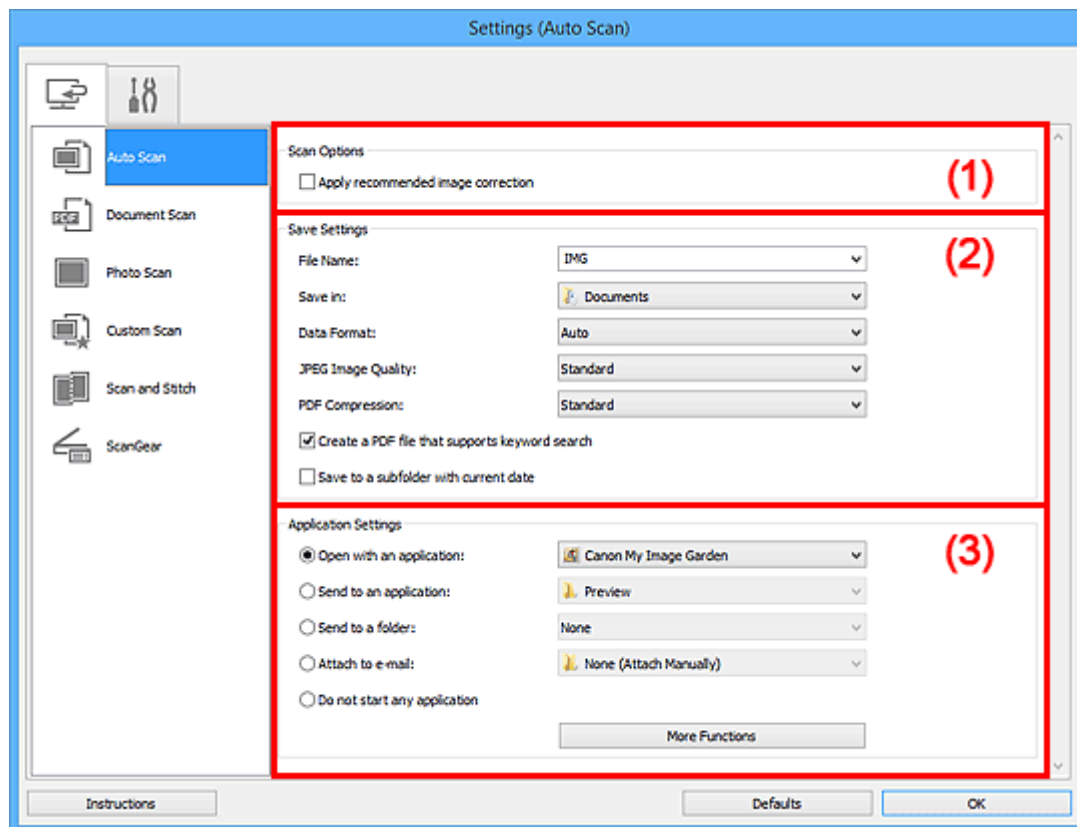 Settings (Auto Scan)
Auto Scan
Document Scan
PDF
Photo Scan
Custom Scan
Scan and Stitch
ScanGear
Scan Options
Apply recommended image correction
(1)
Save Settings
(2)
File Name: IMG
Save in: Documents
Data Format: Auto
JPEG Image Quality: Standard
PDF Compression: Standard
Create a PDF file that supports keyword search
Save to a subfolder with current date
Application Settings
(3)
Open with an application: Canon My Image Garden
Send to an application: Preview
Send to a folder: None
Attach to e-mail: None (Attach Manually)
Do not start any application
More Functions
Instructions Defaults OK